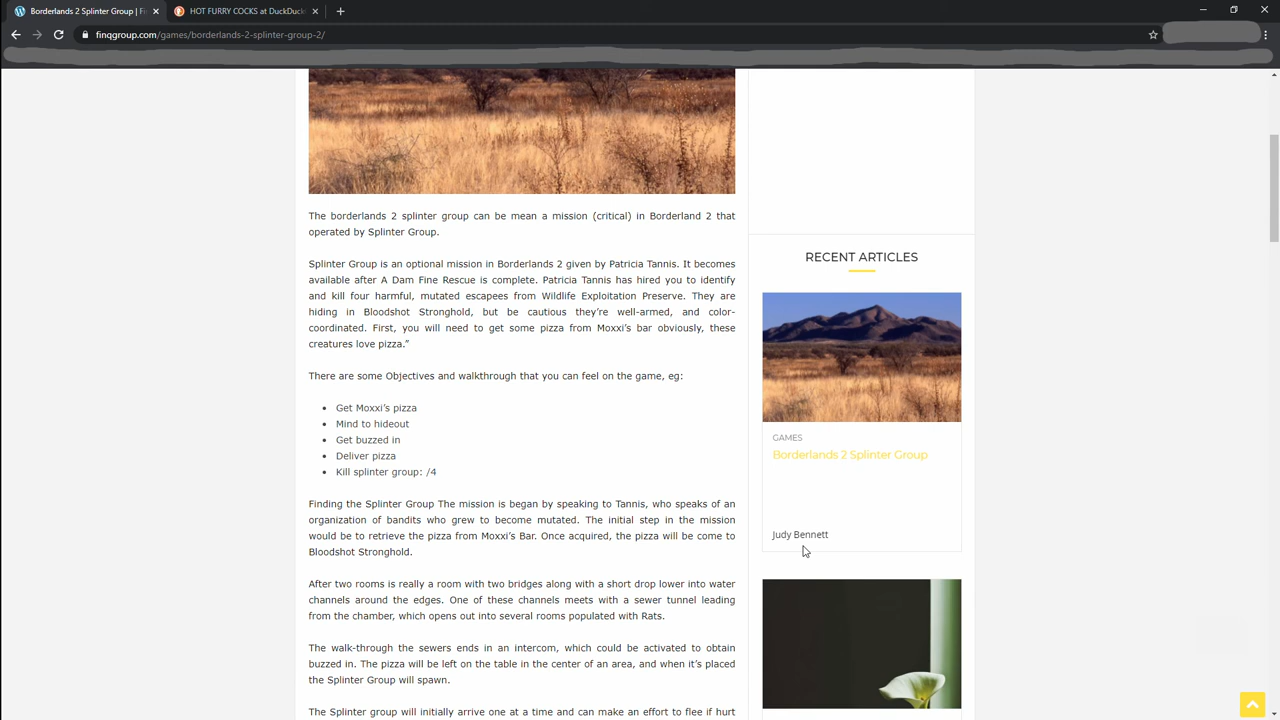 Borderlands 2 Splinter Group | Fi
HOT FURRY COCKS at DuckDuck
finqgroup.com/games/borderlands-2-splinter-group-2/
The borderlands 2 splinter group can be mean a mission (critical) in Borderland 2 that
operated by Splinter Group.
Splinter Group is an optional mission in Borderlands 2 given by Patricia Tannis. It becomes
available after A Dam Fine Rescue is complete. Patricia Tannis has hired you to identify
and kill four harmful, mutated escapees from Wildlife Exploitation Preserve. They are
hiding in Bloodshot Stronghold, but be cautious they're well-armed, and color-
coordinated. First, you will need to get some pizza from Moxxi's bar obviously, these
creatures love pizza."
There are some Objectives and walkthrough that you can feel on the game, eg:
• Get Moxxi's pizza
• Mind to hideout
• Get buzzed in
• Deliver pizza
• Kill splinter group: /4
Finding the Splinter Group The mission is began by speaking to Tannis, who speaks of an
organization of bandits who grew to become mutated. The initial step in the mission
would be to retrieve the pizza from Moxxi's Bar. Once acquired, the pizza will be come to
Bloodshot Stronghold.
After two rooms is really a room with two bridges along with a short drop lower into water
channels around the edges. One of these channels meets with a sewer tunnel leading
from the chamber, which opens out into several rooms populated with Rats.
The walk-through the sewers ends in an intercom, which could be activated to obtain
buzzed in. The pizza will be left on the table in the center of an area, and when it's placed
the Splinter Group will spawn.
The Splinter group will initially arrive one at a time and can make an effort to flee if hurt
RECENT ARTICLES
GAMES
Borderlands 2 Splinter Group
Judy Bennett